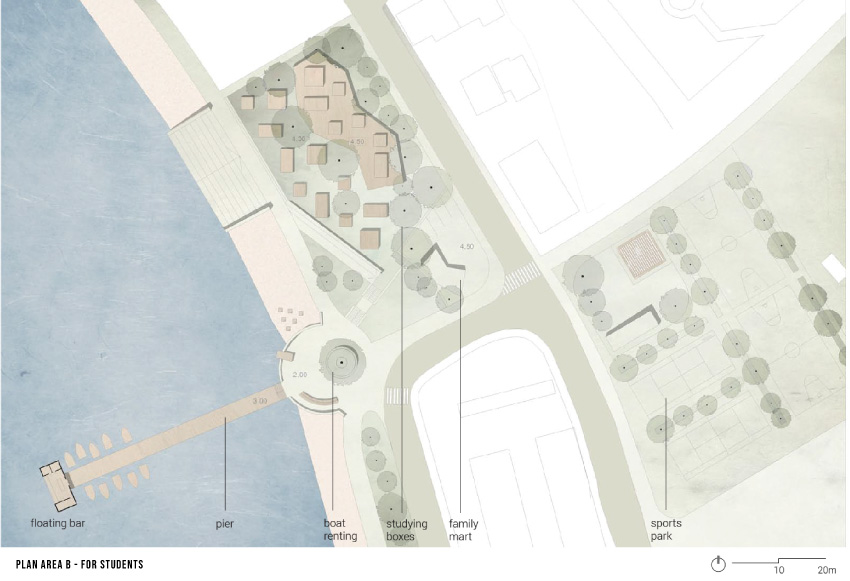 4.30
4.50
4.50
2.00
3.00
floating bar
pier
boat
renting
studying
boxes
family
mart
sports
park
PLAN AREA B - FOR STUDENTS
10
20m